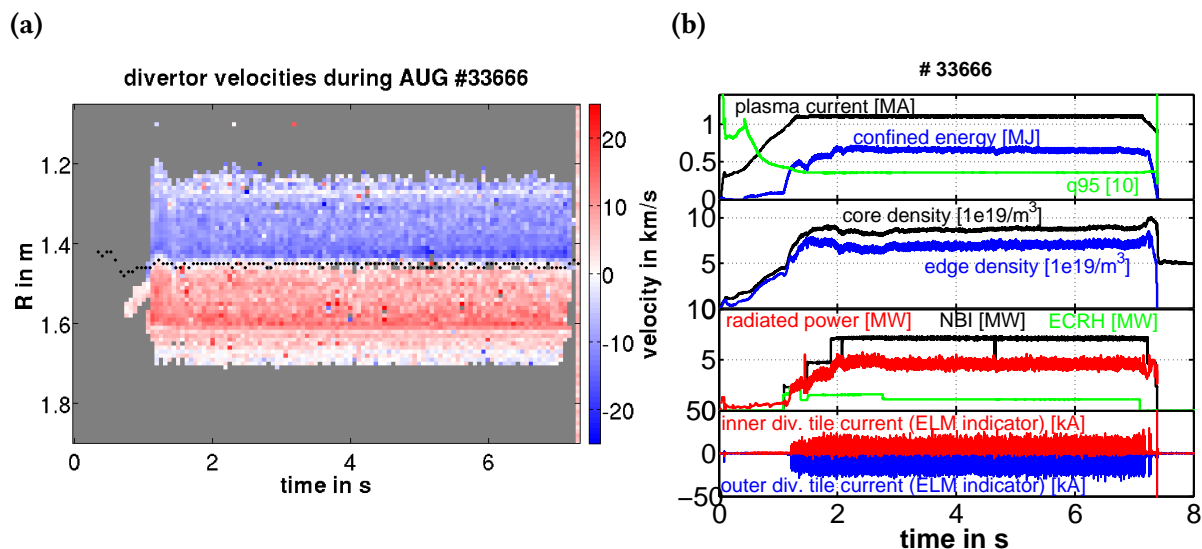 (a)
divertor velocities during AUG #33666
R in m
1.2
1.4
1.6
1.8
0
2
4
6
time in s
20
10
0
-10
-20
velocity in km/s
(b)
# 33666
plasma current [MA]
confined energy [MJ]
q95 [10]
1
0.5
0
core density [1e19/m³]
edge density [1e19/m³]
10
5
10
radiated power [MW]
NBI [MW]
ECRH [MW]
5
50
inner div. tile current (ELM indicator) [kA]
0
outer div. tile current (ELM indicator) [kA]
−50
0
2
4
6
8
time in s